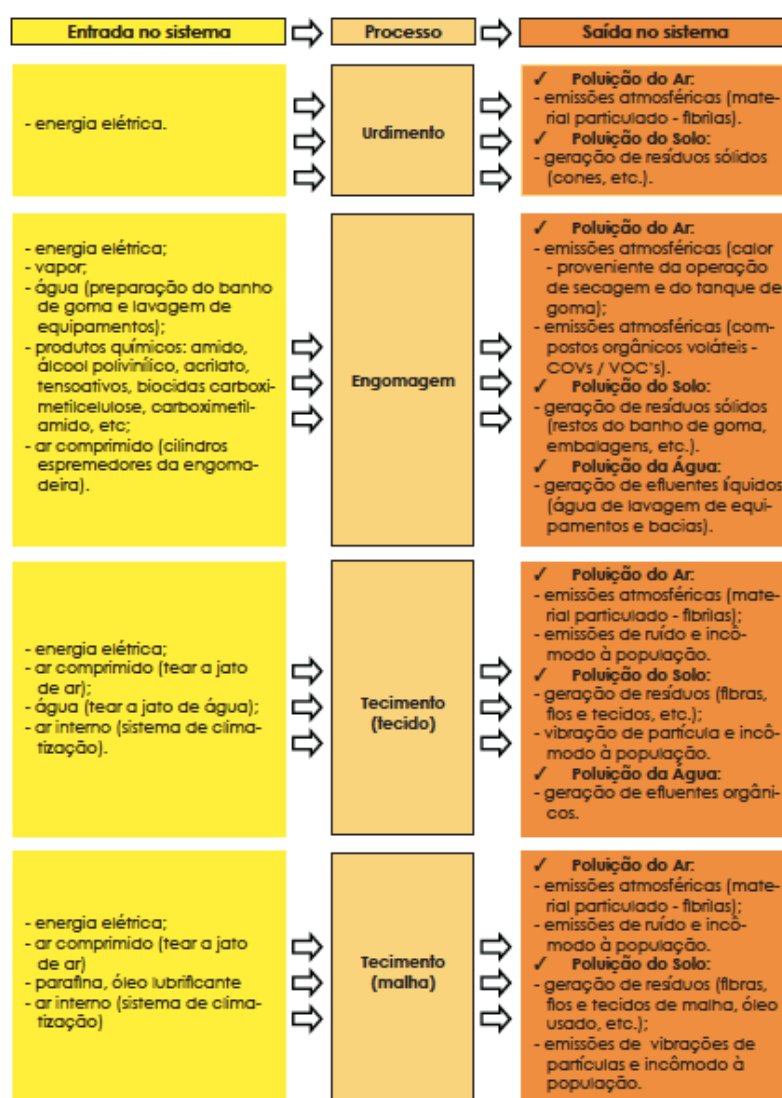 Entrada no sistema
Processo
Saída no sistema
- energia elétrica.
Urdimento
✓ Poluição do Ar:
- emissões atmosféricas (mate-
rial particulado - fibrilas).
✓ Poluição do Solo:
- geração de resíduos sólidos
(cones, etc.).
- energia elétrica;
- vapor;
- água (preparação do banho
de goma e lavagem de
equipamentos);
- produtos químicos: amido,
álcool polivinílico, acrilato,
tensoativos, biocidas carboxi-
metilcelulose, carboximetil-
amido, etc;
- ar comprimido (cilindros
espremedores da engoma-
deira).
Engomagem
✓ Poluição do Ar:
- emissões atmosféricas (calor
- proveniente da operação
de secagem e do tanque de
goma);
- emissões atmosféricas (com-
postos orgânicos voláteis -
COVs / VOC's).
✓ Poluição do Solo:
- geração de resíduos sólidos
(restos do banho de goma,
embalagens, etc.).
✓ Poluição da Água:
- geração de efluentes líquidos
(água de lavagem de equi-
pamentos e bacias).
- energia elétrica;
- ar comprimido (tear a jato
de ar);
- água (tear a jato de água);
- ar interno (sistema de clima-
tização).
Tecimento
(tecido)
✓ Poluição do Ar:
- emissões atmosféricas (mate-
rial particulado - fibrilas);
- emissões de ruído e incô-
modo à população.
✓ Poluição do Solo:
- geração de resíduos (fibras,
fios e tecidos, etc.);
- vibração de partícula e incô-
modo à população.
✓ Poluição da Água:
- geração de efluentes orgâni-
cos.
- energia elétrica;
- ar comprimido (tear a jato
de ar)
- parafina, óleo lubrificante
- ar interno (sistema de clima-
tização)
Tecimento
(malha)
✓ Poluição do Ar:
- emissões atmosféricas (mate-
rial particulado - fibrilas);
- emissões de ruído e incô-
modo à população.
✓ Poluição do Solo:
- geração de resíduos (fibras,
fios e tecidos de malha, óleo
usado, etc.);
- emissões de vibrações de
partículas e incômodo à
população.